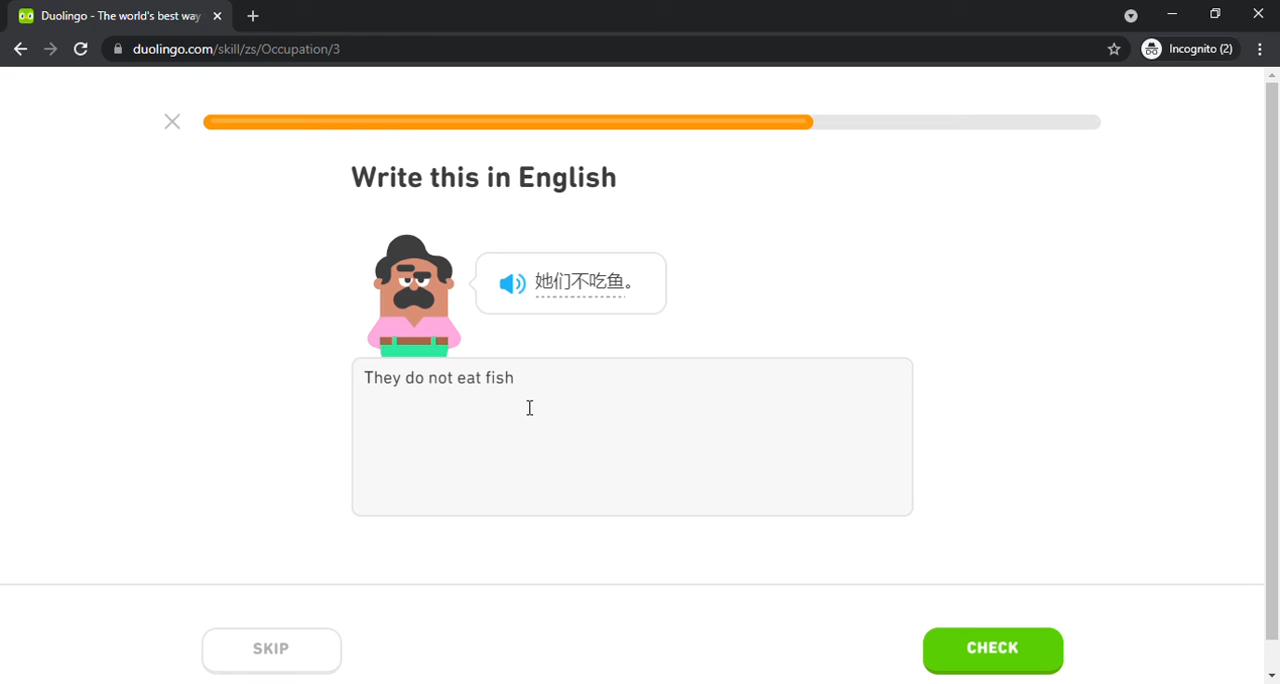 Duolingo - The world's best way
duolingo.com/skill/zs/Occupation/3
Incognito (2)
Write this in English
她们不吃鱼。
They do not eat fish
SKIP
CHECK